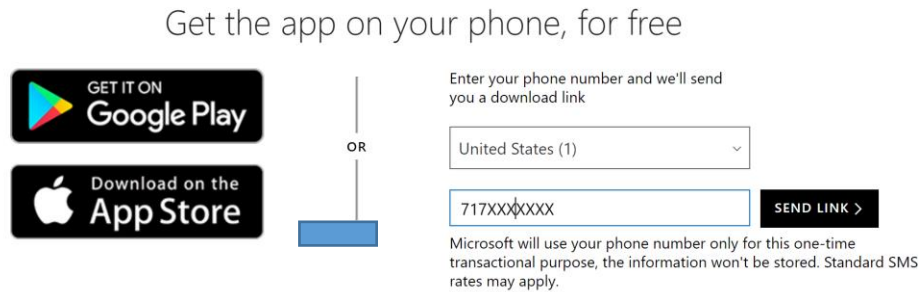 Get the app on your phone, for free
GET IT ON
Google Play
Download on the
App Store
OR
Enter your phone number and we'll send
you a download link
United States (1)
717XXXXXXX
SEND LINK >
Microsoft will use your phone number only for this one-time
transactional purpose, the information won't be stored. Standard SMS
rates may apply.